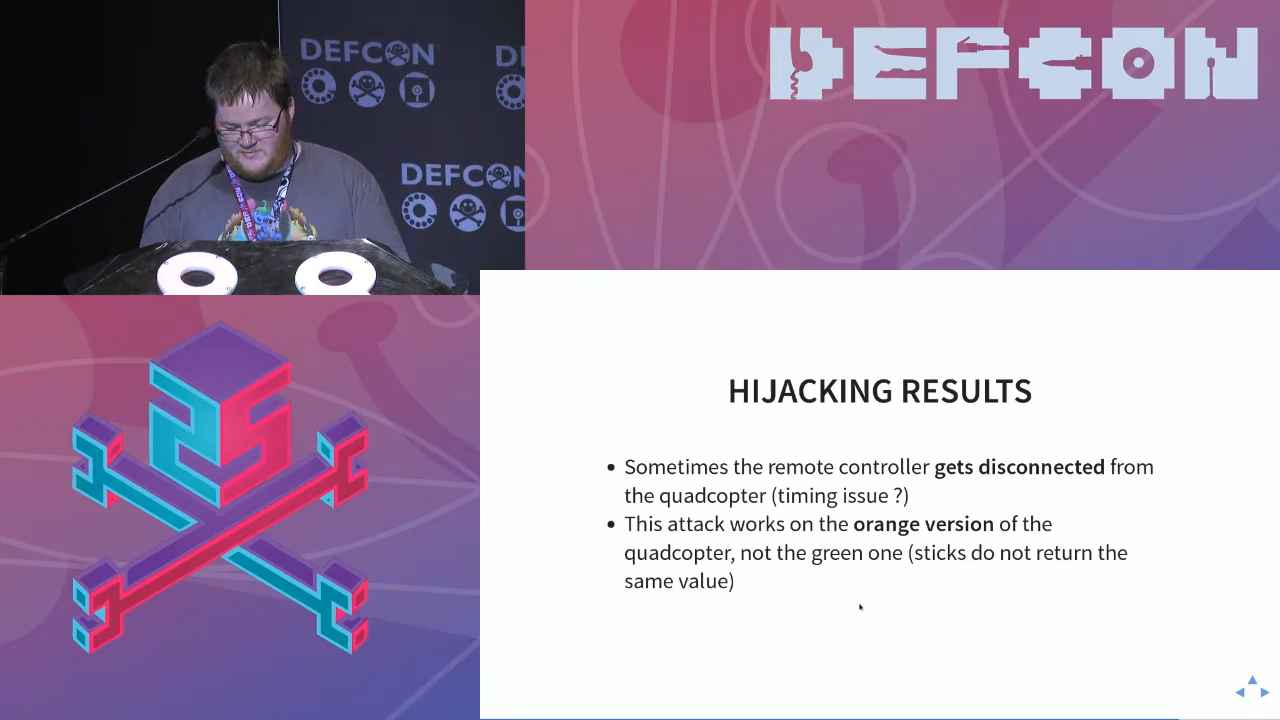 DEFCON
DEFCON
DE
DEFCON
HIJACKING RESULTS
Sometimes the remote controller gets disconnected from
the quadcopter (timing issue ?)
This attack works on the orange version of the
quadcopter, not the green one (sticks do not return the
same value)